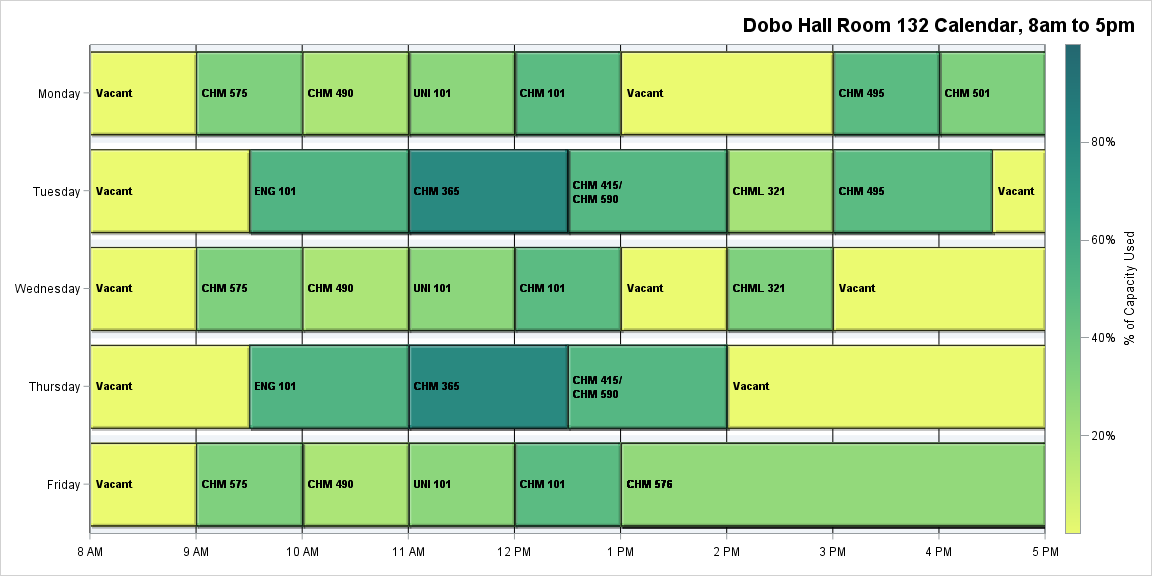 Dobo Hall Room 132 Calendar, 8am to 5pm
Monday
Vacant
CHM 575
CHM 490
UNI 101
CHM 101
Vacant
CHM 495
CHM 501
Tuesday
Vacant
ENG 101
CHM 365
CHM 415/
CHM 590
CHML 321
CHM 495
Vacant
Wednesday
Vacant
CHM 575
CHM 490
UNI 101
CHM 101
Vacant
CHML 321
Vacant
Thursday
Vacant
ENG 101
CHM 365
CHM 415/
CHM 590
Vacant
Friday
Vacant
CHM 575
CHM 490
UNI 101
CHM 101
CHM 576
8 AM
9 AM
10 AM
11 AM
12 PM
1 PM
2 PM
3 PM
4 PM
5 PM
80%
60%
40%
20%
% of Capacity Used